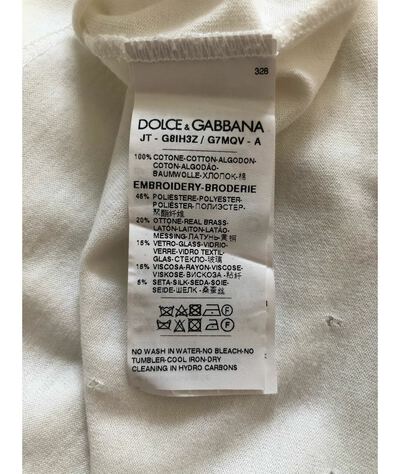 328
DOLCE & GABBANA
JT - G8IH3Z / G7MQV - A
100% COTONE-COTTON-ALGODON-
COTON-ALGODÃO-
BAUMWOLLE-ХЛОПОК-棉
EMBROIDERY-BRODERIE
46% POLIESTERE-POLYESTER-
POLIÉSTER-ПОЛИЭСТЕР-
聚酯纤维
20% OTTONE-REAL BRASS-
LATON-LAITON-LATÃO-
MESSING-ЛАТУНЬ-黄铜
15% VETRO-GLASS-VIDRIO-
VERRE-VIDRO TEXTIL-
GLAS-СТЕКЛО-玻璃
15% VISCOSA-RAYON-VISCOSE-
VISKOSE-ВИСКОЗА-粘纤
5% SETA-SILK-SEDA-SOIE-
SEIDE-ШЕЛК-桑蚕丝
NO WASH IN WATER-NO BLEACH-NO
TUMBLER-COOL IRON-DRY
CLEANING IN HYDRO CARBONS